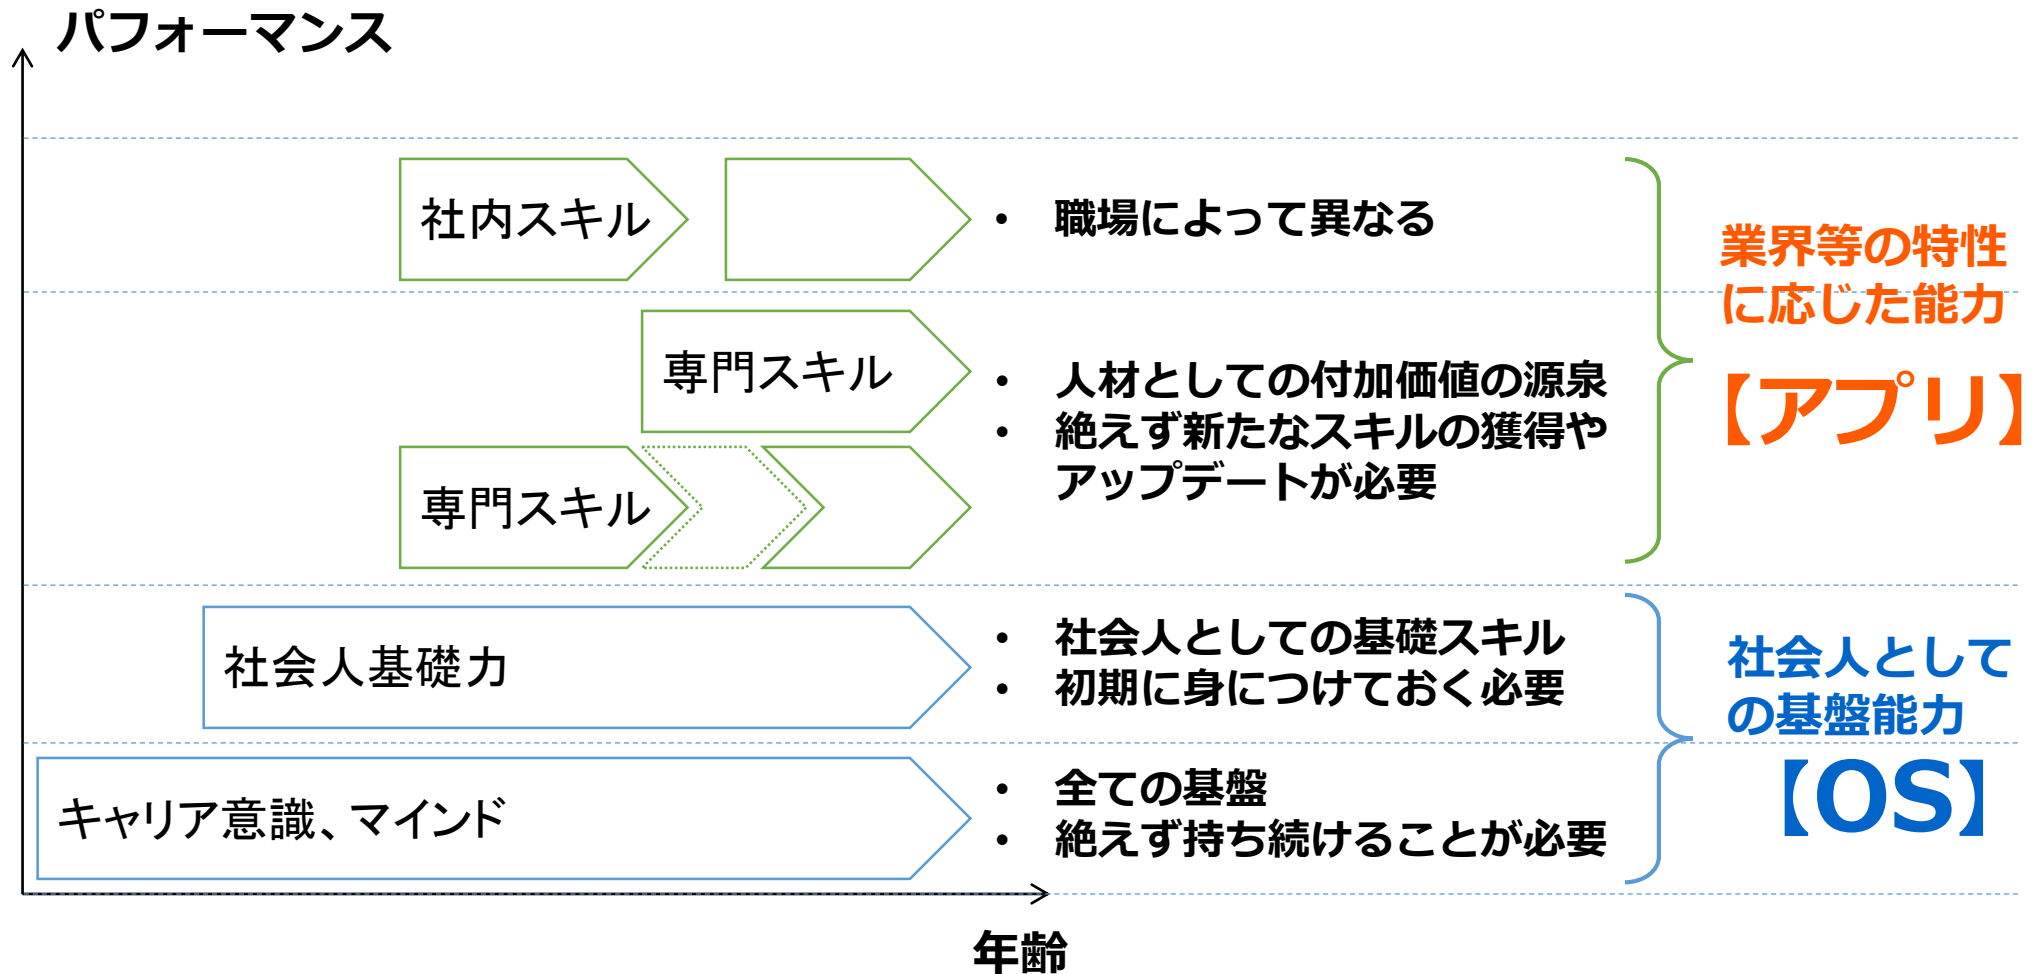 パフォーマンス
社内スキル
• 職場によって異なる
業界等の特性
に応じた能力
【アプリ】
専門スキル
• 人材としての付加価値の源泉
• 絶えず新たなスキルの獲得や
アップデートが必要
専門スキル
社会人基礎力
• 社会人としての基礎スキル
• 初期に身につけておく必要
社会人として
の基盤能力
【OS】
キャリア意識、マインド
• 全ての基盤
• 絶えず持ち続けることが必要
年齢